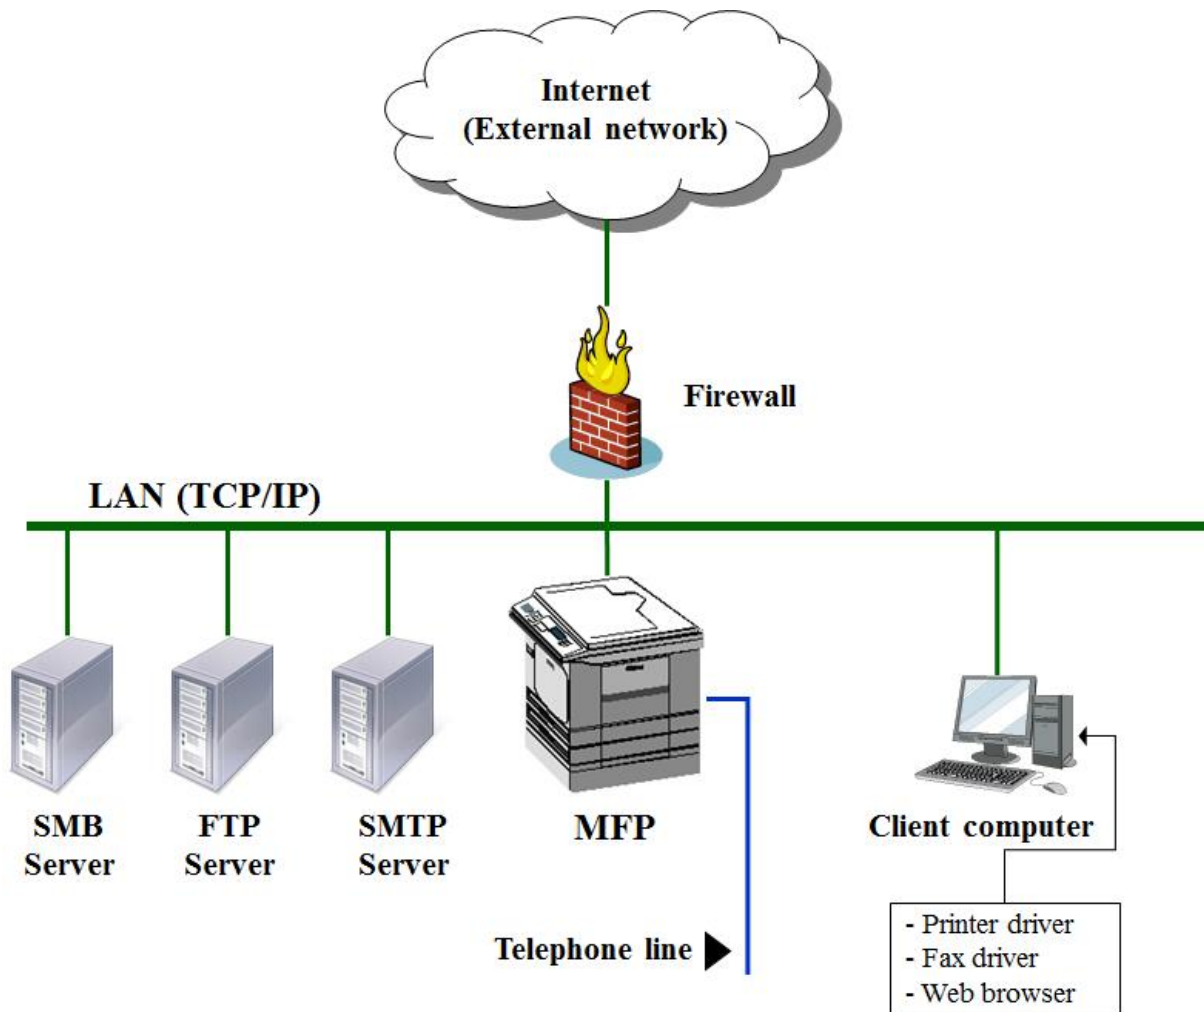 Internet
(External network)
Firewall
LAN (TCP/IP)
SMB
Server
FTP
Server
SMTP
Server
MFP
Client computer
Telephone line
- Printer driver
- Fax driver
- Web browser